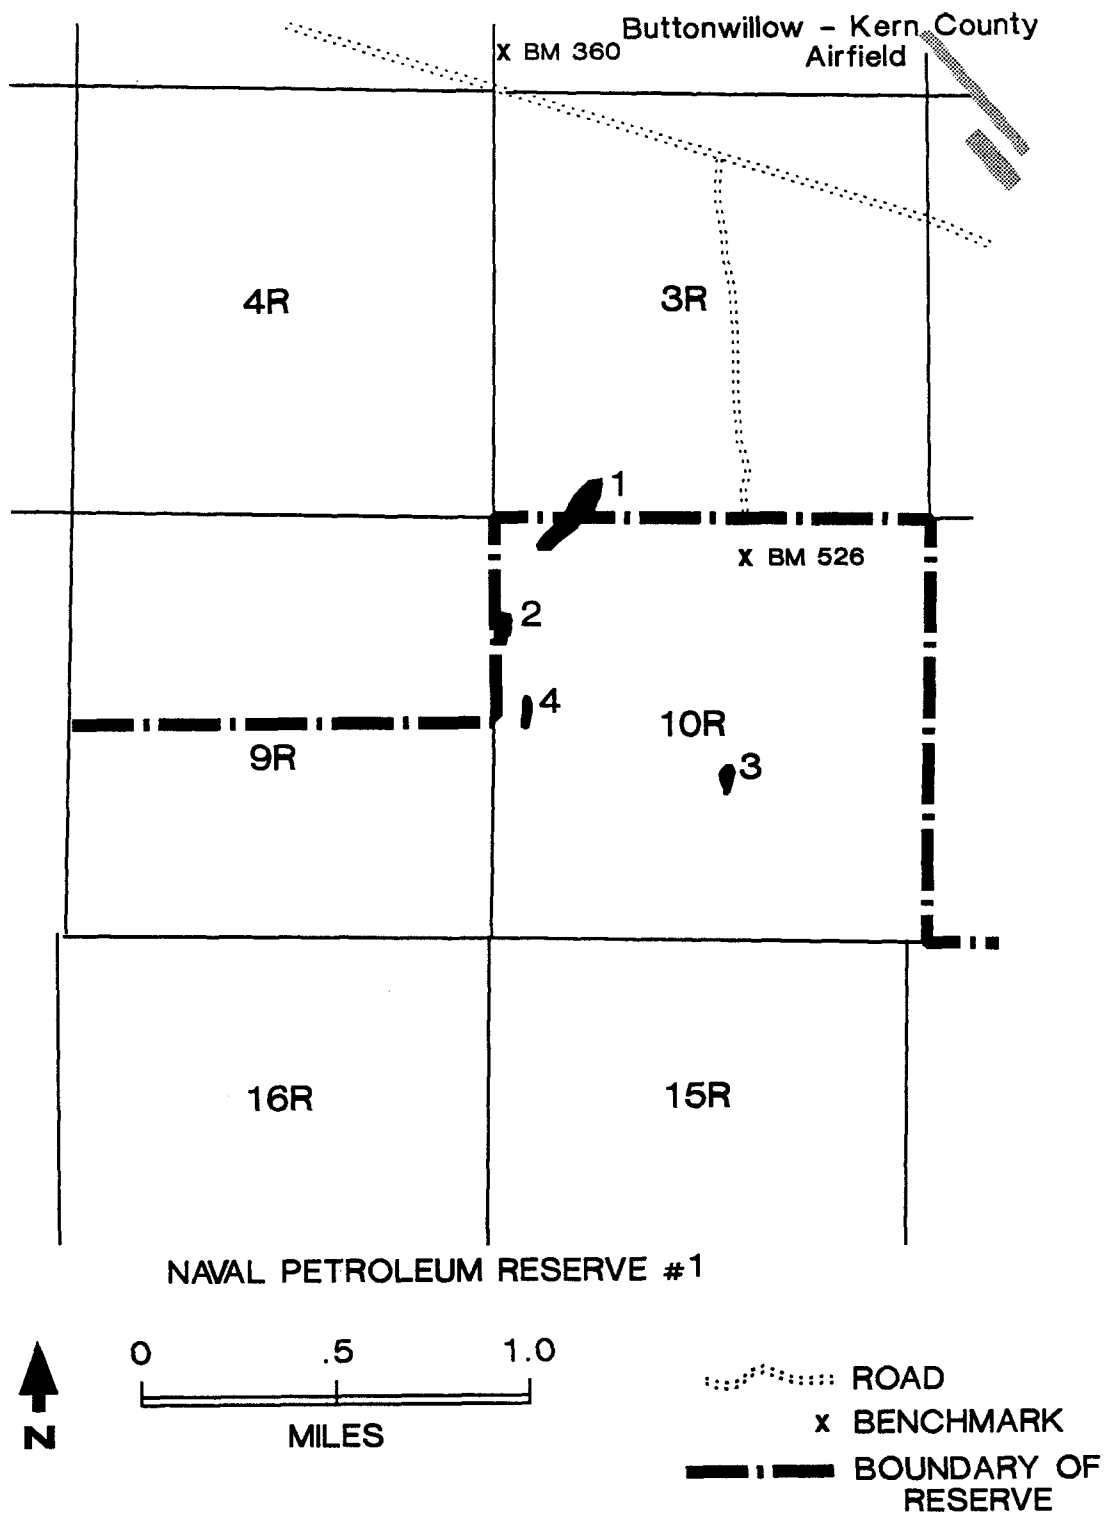 Buttonwillow - Kern County
Airfield
x BM 360
4R
3R
1
x BM 526
2
4
10R
9R
3
16R
15R
NAVAL PETROLEUM RESERVE #1
0 .5 1.0
MILES
N
ROAD
x BENCHMARK
BOUNDARY OF
RESERVE